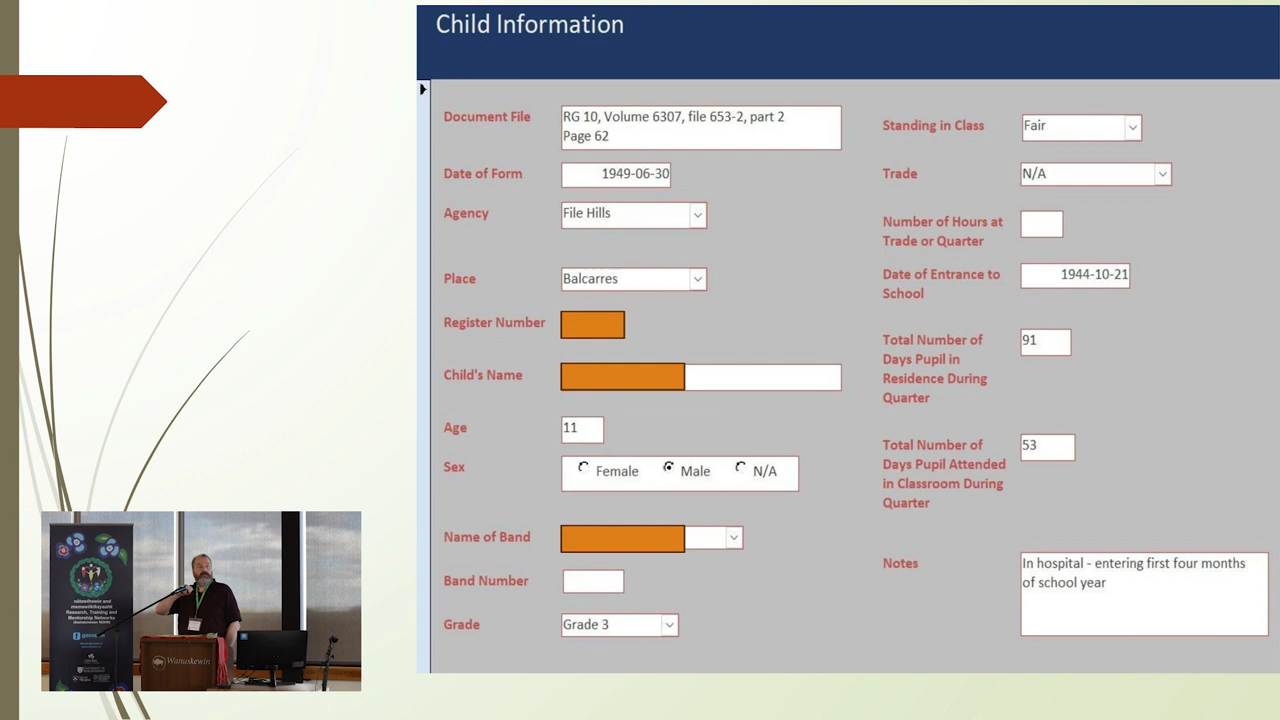 Child Information
Document File
RG 10, Volume 6307, file 653-2, part 2
Page 62
Date of Form
1949-06-30
Agency
File Hills
Place
Balcarres
Register Number
Child's Name
Age
11
Sex
Female
Male
N/A
Name of Band
Band Number
Grade
Grade 3
Standing in Class
Fair
Trade
N/A
Number of Hours at
Trade or Quarter
Date of Entrance to
School
1944-10-21
Total Number of
Days Pupil in
Residence During
Quarter
91
Total Number of
Days Pupil Attended
in Classroom During
Quarter
53
Notes
In hospital - entering first four months
of school year
Research, Training and
Mentorship Networks
Wanuskewin